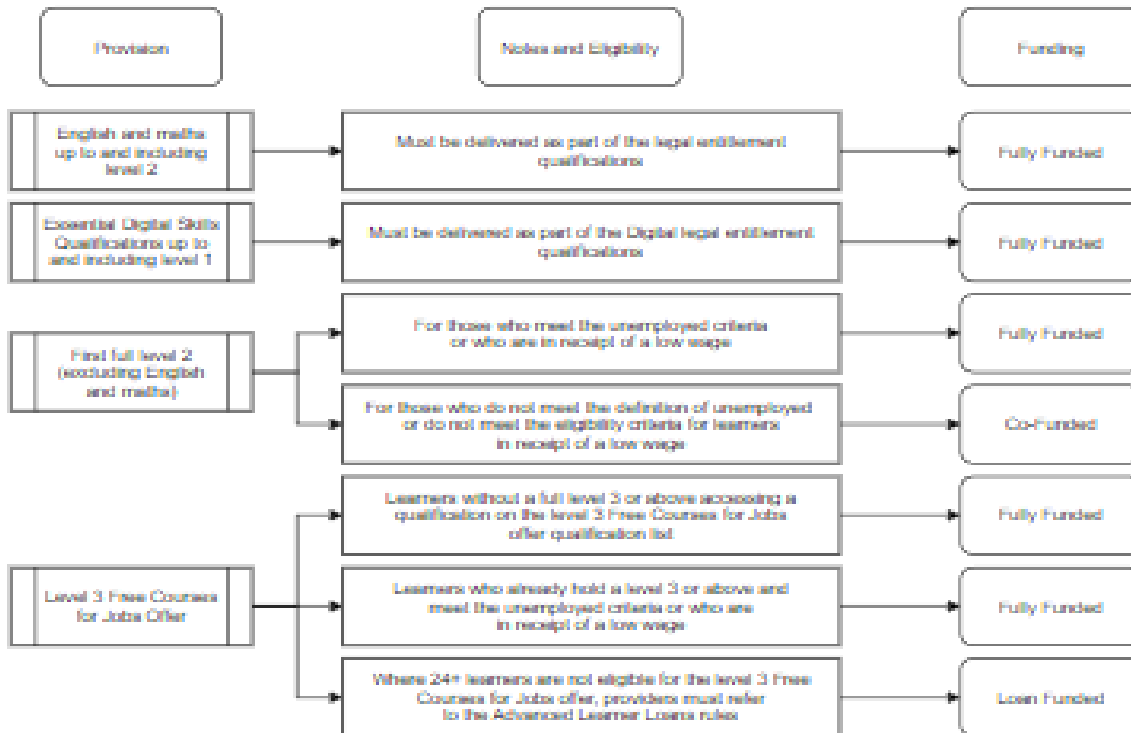 Provision
Notes and Eligibility
Funding
English and maths
up to and including
level 2
Must be delivered as part of the legal entitlement
qualifications
Fully Funded
Essential Digital Skills
Qualifications up to
and including level 1
Must be delivered as part of the Digital legal entitlement
qualifications
Fully Funded
First full level 2
(excluding English
and maths)
For those who meet the unemployed criteria
or who are in receipt of a low wage
Fully Funded
For those who do not meet the definition of unemployed
or do not meet the eligibility criteria for learners
in receipt of a low wage
Co-Funded
Level 3 Free Courses
for Jobs Offer
Learners without a full level 3 or above accessing a
qualification on the level 3 Free Courses for Jobs
offer qualification list
Fully Funded
Learners who already hold a level 3 or above and
meet the unemployed criteria or who are
in receipt of a low wage
Fully Funded
Where 24+ learners are not eligible for the level 3 Free
Courses for Jobs offer, providers must refer
to the Advanced Learner Loans rules
Loan Funded